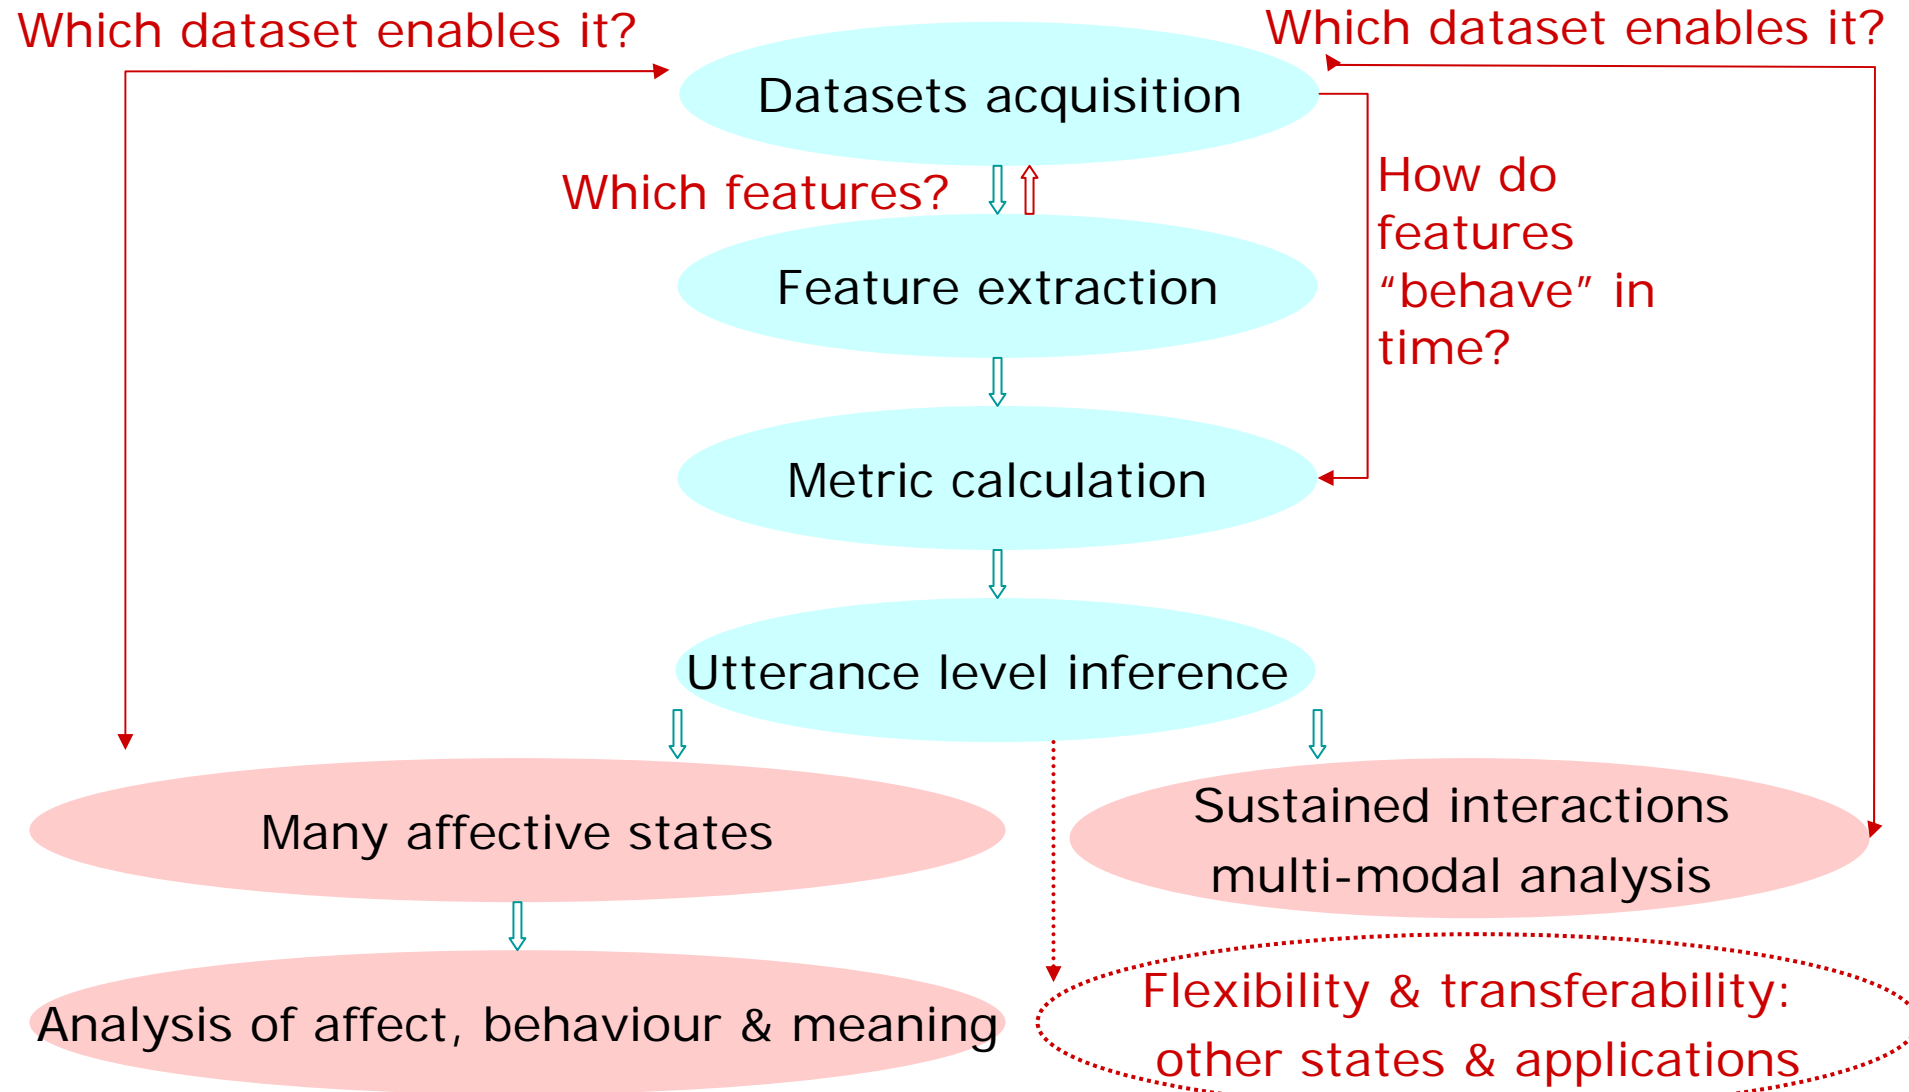 Which dataset enables it?
Which dataset enables it?
Datasets acquisition
Which features?
How do
features
“behave” in
time?
Feature extraction
Metric calculation
Utterance level inference
Many affective states
Sustained interactions
multi-modal analysis
Analysis of affect, behaviour & meaning
Flexibility & transferability:
other states & applications